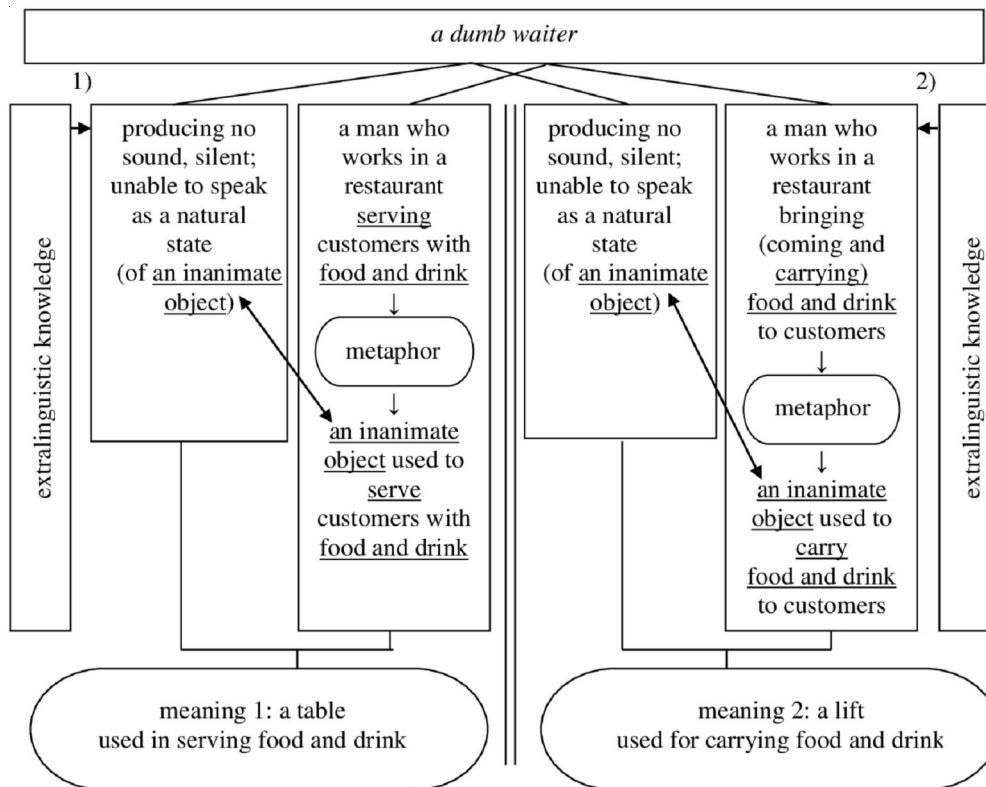 a dumb waiter
1)
2)
extralinguistic knowledge
producing no
sound, silent;
unable to speak
as a natural
state
(of an inanimate
object)
a man who
works in a
restaurant
serving
customers with
food and drink
↓
metaphor
↓
an inanimate
object used to
serve
customers with
food and drink
producing no
sound, silent;
unable to speak
as a natural
state
(of an inanimate
object)
a man who
works in a
restaurant
bringing
(coming and
carrying)
food and drink
to customers
↓
metaphor
↓
an inanimate
object used to
carry
food and drink
to customers
extralinguistic knowledge
meaning 1: a table
used in serving food and drink
meaning 2: a lift
used for carrying food and drink